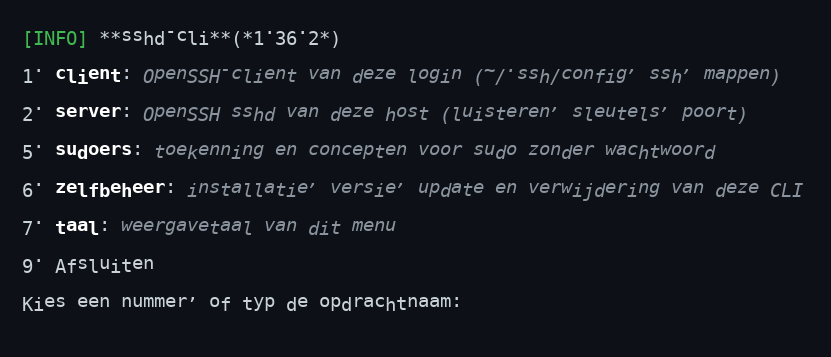 [INFO] **sshd-cli**(*1.36.2*)
1. client: OpenSSH-client van deze login (~/.ssh/config, ssh, mappen)
2. server: OpenSSH sshd van deze host (luisteren, sleutels, poort)
5. sudoers: toekenning en concepten voor sudo zonder wachtwoord
6. zelfbeheer: installatie, versie, update en verwijdering van deze CLI
7. taal: weergavetaal van dit menu
9. Afsluiten
Kies een nummer, of typ de opdrachtnaam: